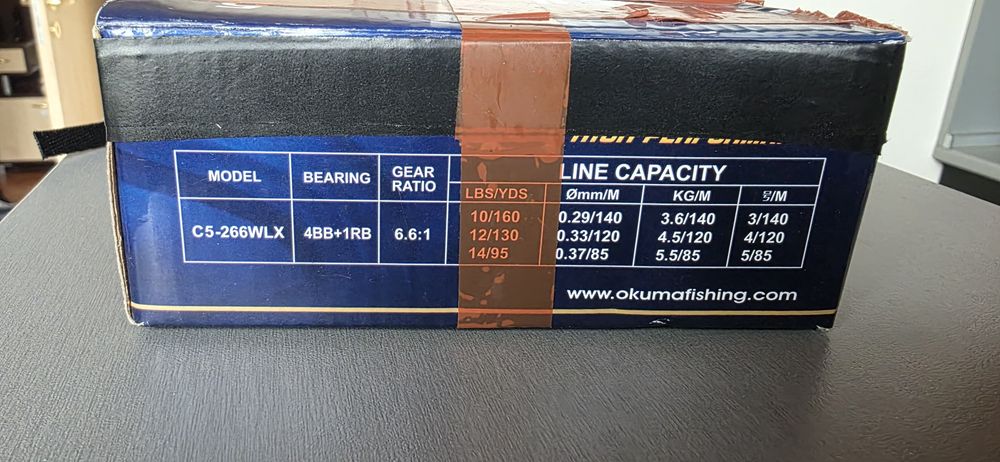 HIGH PERFORMA
MODEL BEARING GEAR RATIO LINE CAPACITY
LBS/YDS Ømm/M KG/M 号/M
C5-266WLX 4BB+1RB 6.6:1 10/160 0.29/140 3.6/140 3/140
12/130 0.33/120 4.5/120 4/120
14/95 0.37/85 5.5/85 5/85
www.okumafishing.com